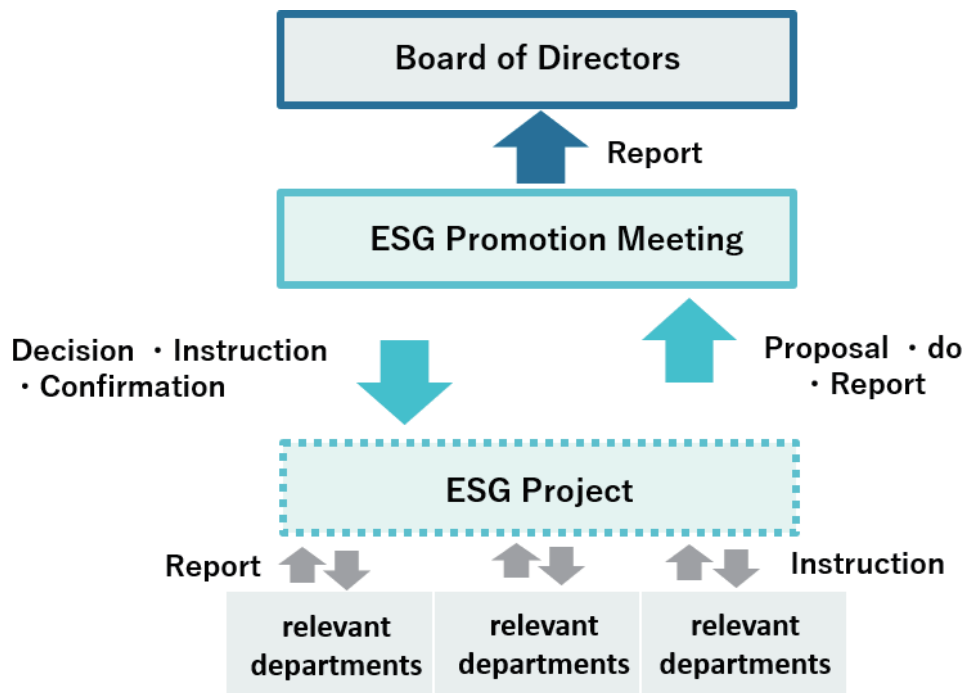 Board of Directors
Report
ESG Promotion Meeting
Decision ・Instruction
・Confirmation
Proposal ・do
・Report
ESG Project
Report
Instruction
relevant
departments
relevant
departments
relevant
departments